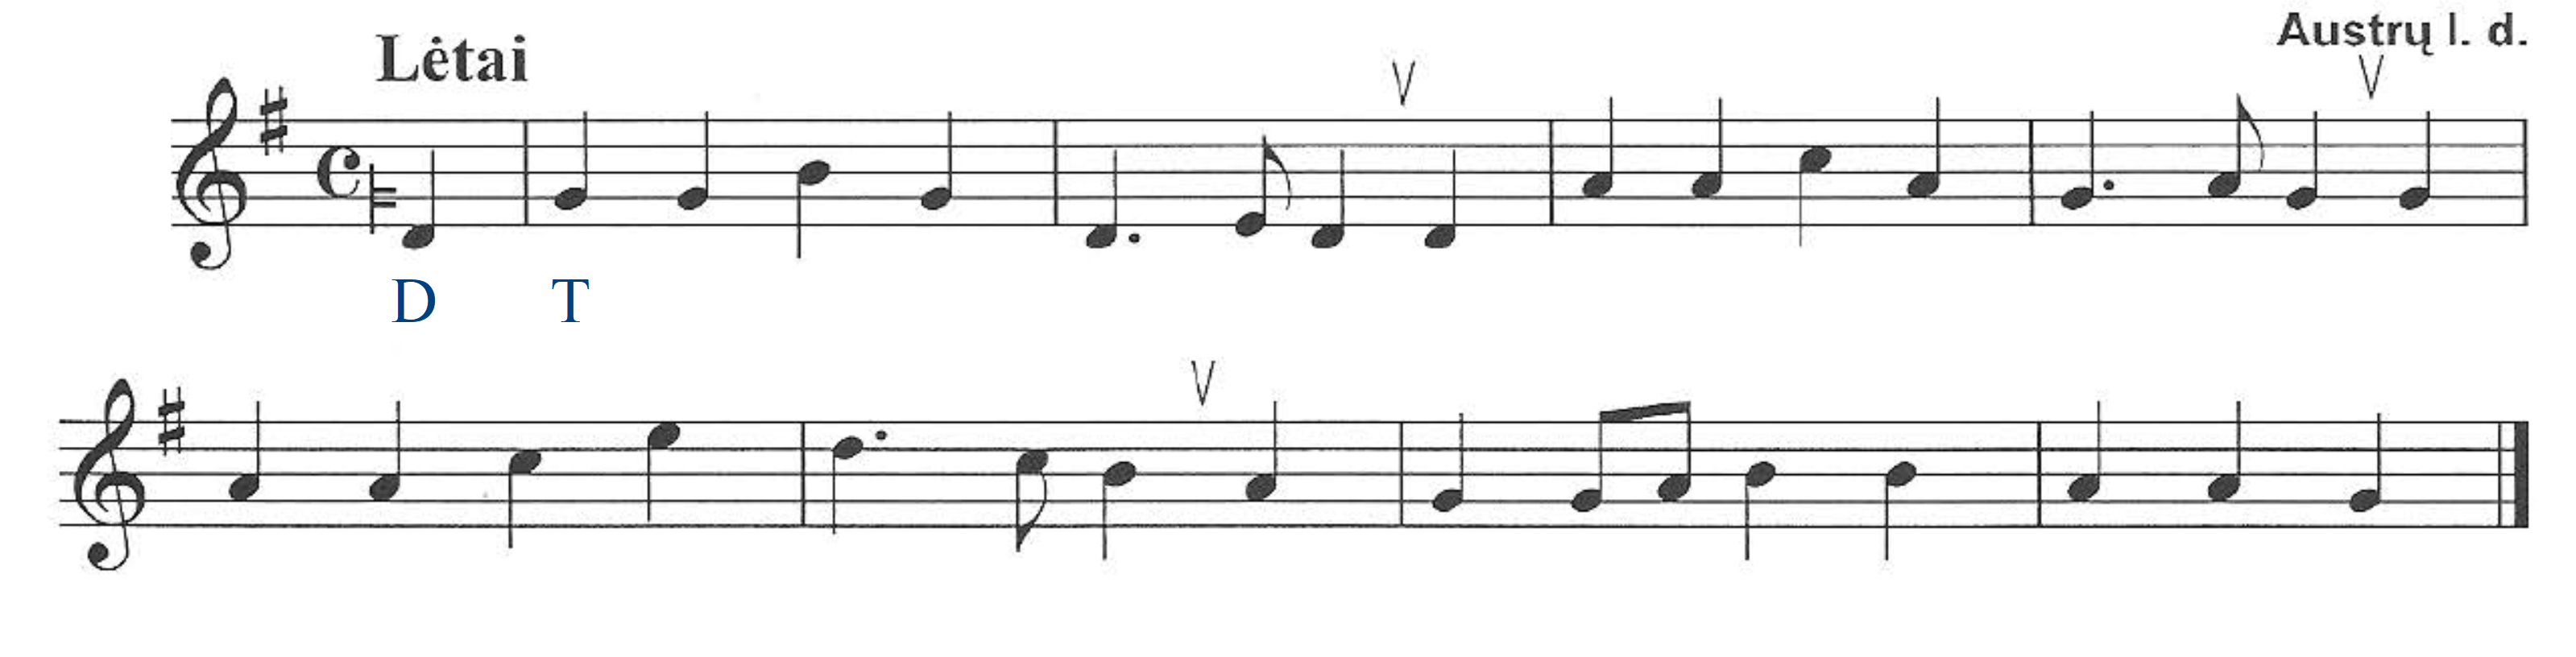 Lėtai
Austrų l. d.
D T